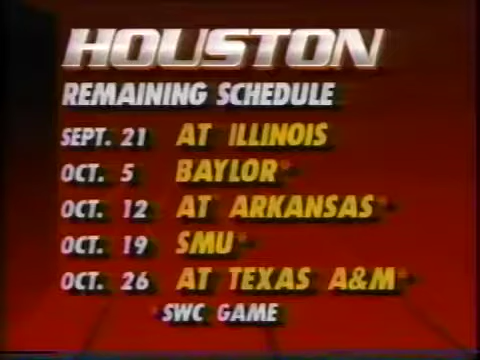 HOUSTON
REMAINING SCHEDULE
SEPT. 21 AT ILLINOIS
OCT. 5 BAYLOR*
OCT. 12 AT ARKANSAS*
OCT. 19 SMU*
OCT. 26 AT TEXAS A&M*
*SWC GAME